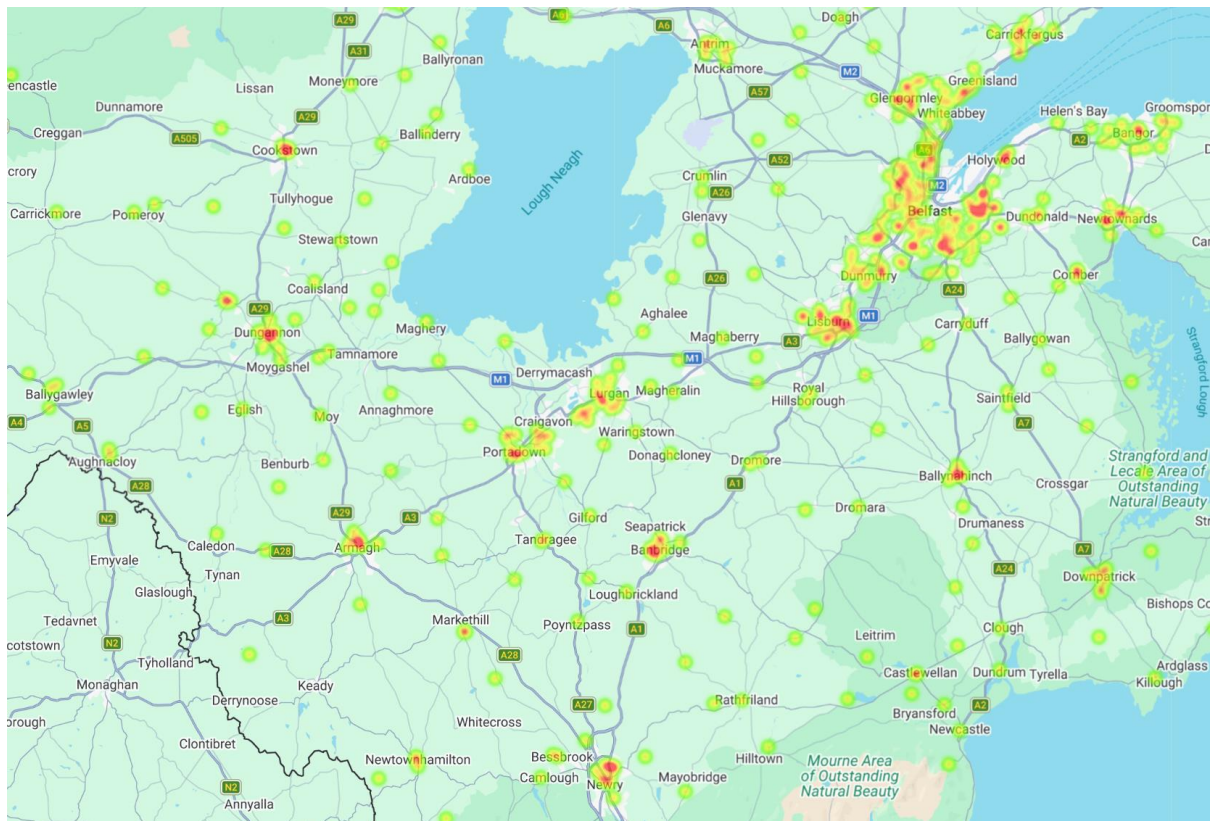 A29
A6
Doagh
A6
Antrim
Carrickfergus
A31
Ballyronan
Muckamore
M2
Greenisland
Moneymore
Lissan
encastle
A57
Glengormley
Whiteabbey
Helen's Bay
Groomspor
Dunnamore
A29
Creggan
A505
Ballinderry
Bangor
A2
Cookstown
A6
crory
Lough Neagh
A52
Holywood
Ardboe
Crumlin
M2
A26
Tullyhogue
Carrickmore
Pomeroy
Glenavy
Belfast
Dundonald
Newtownards
Car
Stewartstown
Dunmurry
Comber
A26
A24
Coalisland
A29
Aghalee
M1
Lisburn
Carryduff
Dungannon
Maghery
Maghaberry
A3
Ballygowan
Strangford Lough
Tamnamore
M1
Moygashel
Derrymacash
M1
Ballygawley
Lurgan
Magheralin
Royal
Hillsborough
Saintfield
Annaghmore
Eglish
Moy
A4
A5
Craigavon
A7
Waringstown
Portadown
Donaghcloney
Dromore
Aughnacloy
Benburb
Strangford and
Lecale Area of
Outstanding
Natural Beauty
Ballynahinch
A28
A1
Crossgar
N2
A29
A3
Gilford
Seapatrick
Dromara
Drumaness
Str
Caledon
A28
Armagh
Tandragee
Banbridge
A7
Emyvale
Tynan
A24
Downpatrick
Glaslough
Loughbrickland
Bishops Co
Tedavnet
A3
Markethill
Poyntzpass
A1
Clough
cotstown
N2
Leitrim
Tyholland
A28
Castlewellan
Dundrum
Tyrella
Ardglass
Killough
Monaghan
Keady
Derrynoose
A27
Rathfriland
A2
orough
Whitecross
Bryansford
Newcastle
Clontibret
Newtownhamilton
Bessbrook
Hilltown
Camlough
Newry
Mayobridge
Mourne Area
of Outstanding
Natural Beauty
N2
Annyalla